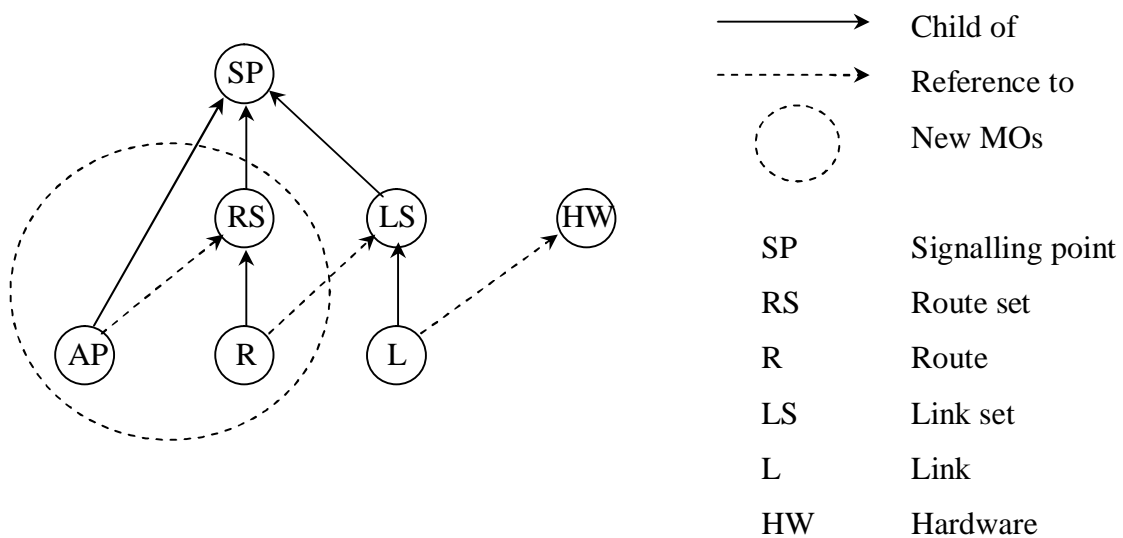 SP
RS
LS
HW
AP
R
L
Child of
Reference to
New MOs
SP Signalling point
RS Route set
R Route
LS Link set
L Link
HW Hardware